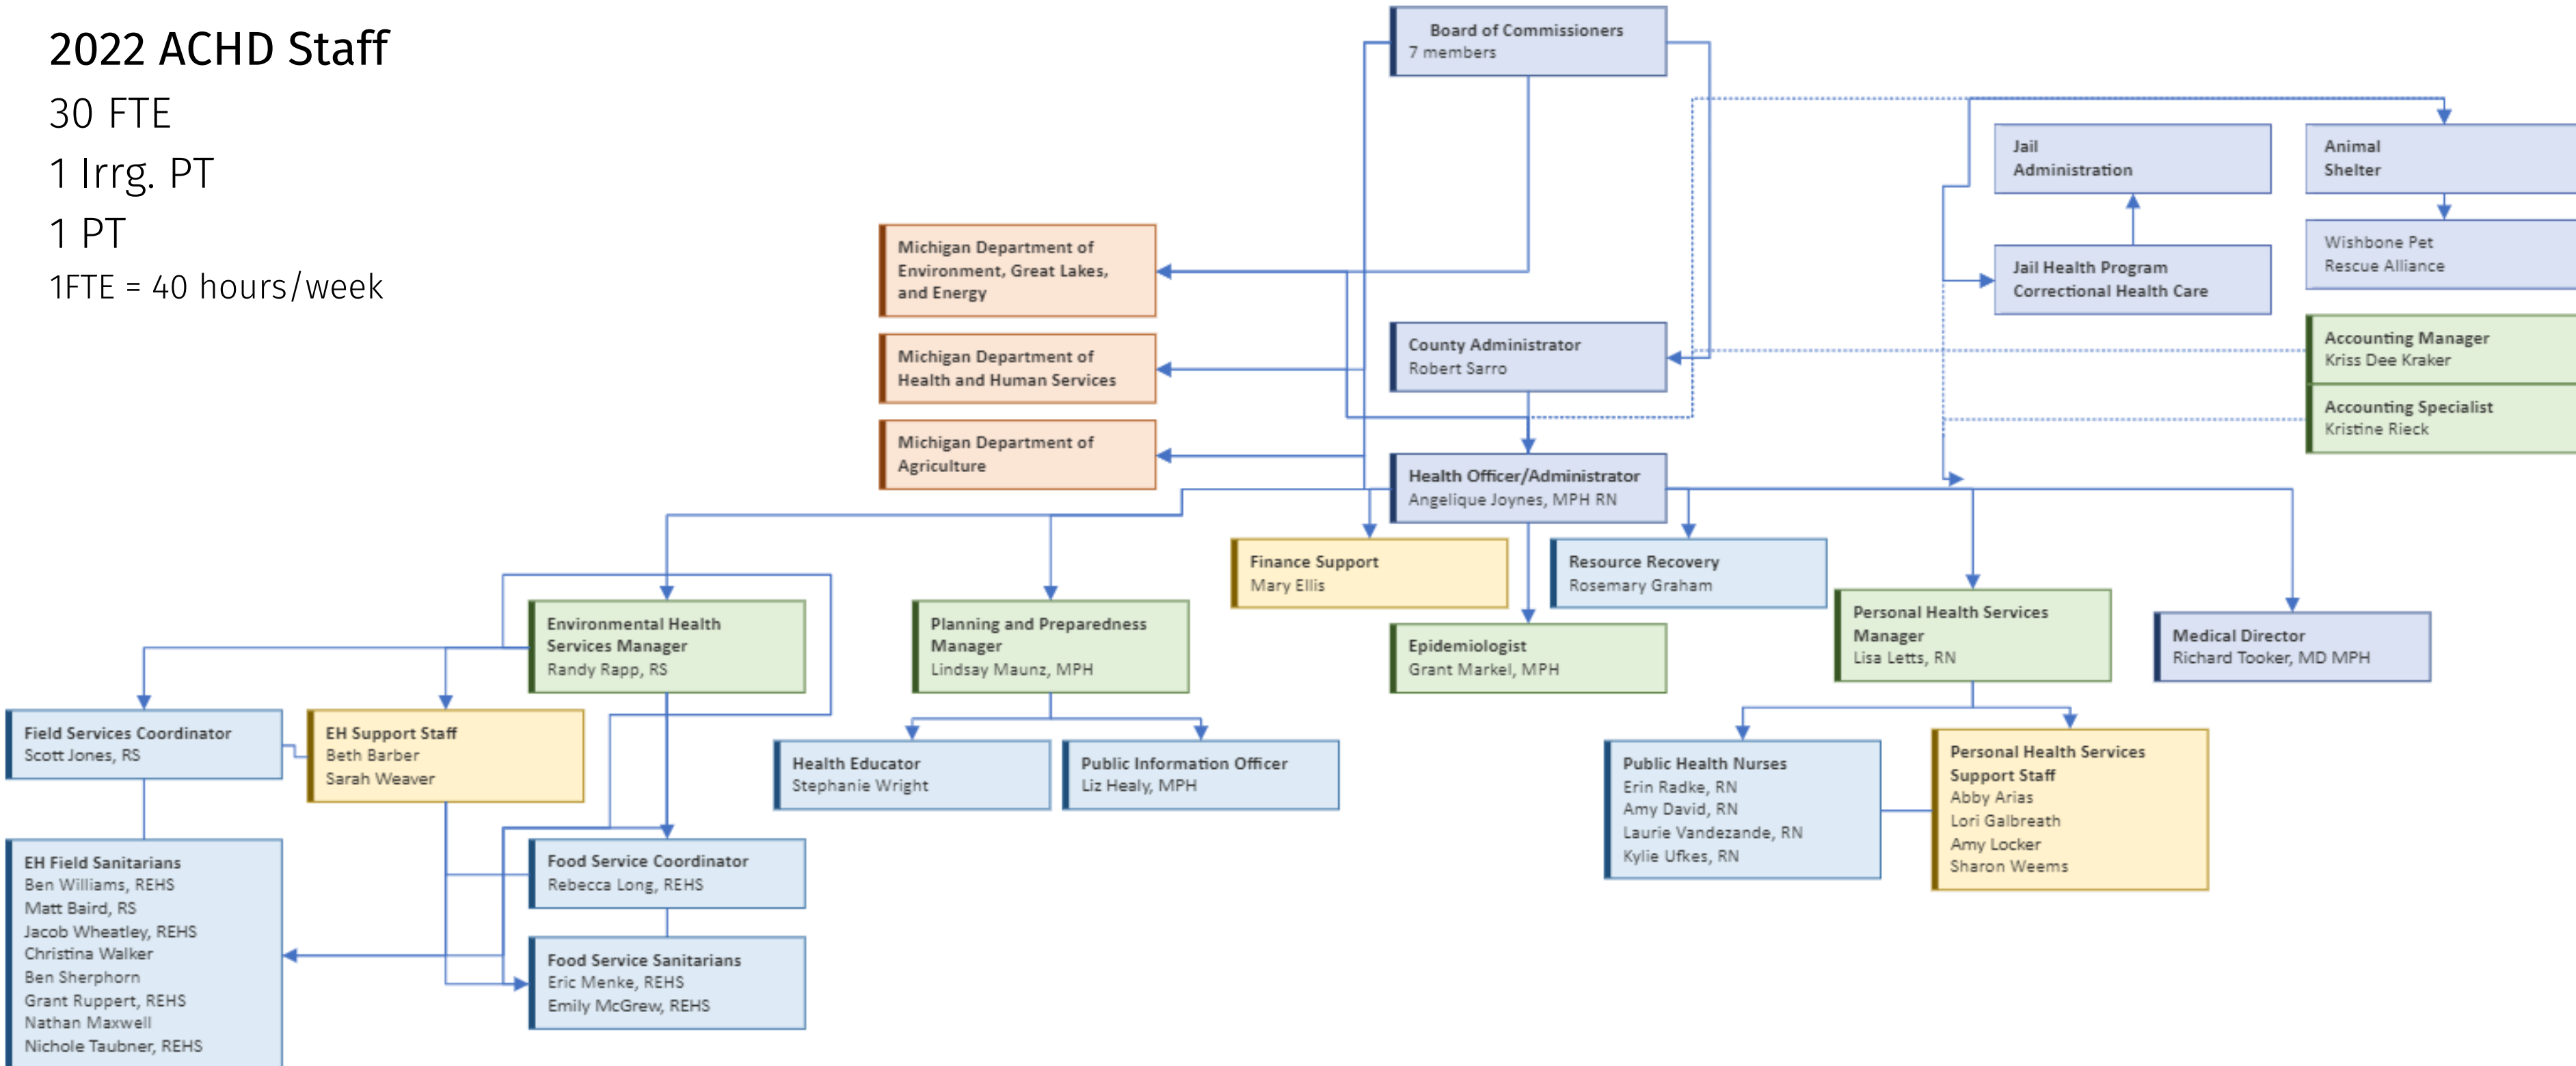 2022 ACHD Staff
30 FTE
1 Irrg. PT
1 PT
1FTE = 40 hours/week
Board of Commissioners
7 members
Jail
Administration
Animal
Shelter
Jail Health Program
Correctional Health Care
Wishbone Pet
Rescue Alliance
Michigan Department of
Environment, Great Lakes,
and Energy
Michigan Department of
Health and Human Services
Michigan Department of
Agriculture
County Administrator
Robert Sarro
Accounting Manager
Kriss Dee Kraker
Accounting Specialist
Kristine Rieck
Health Officer/Administrator
Angelique Joynes, MPH RN
Finance Support
Mary Ellis
Resource Recovery
Rosemary Graham
Environmental Health
Services Manager
Randy Rapp, RS
Planning and Preparedness
Manager
Lindsay Maunz, MPH
Epidemiologist
Grant Markel, MPH
Personal Health Services
Manager
Lisa Letts, RN
Medical Director
Richard Tooker, MD MPH
Field Services Coordinator
Scott Jones, RS
EH Support Staff
Beth Barber
Sarah Weaver
Health Educator
Stephanie Wright
Public Information Officer
Liz Healy, MPH
Public Health Nurses
Erin Radke, RN
Amy David, RN
Laurie Vandezande, RN
Kylie Ufkes, RN
Personal Health Services
Support Staff
Abby Arias
Lori Galbreath
Amy Locker
Sharon Weems
EH Field Sanitarians
Ben Williams, REHS
Matt Baird, RS
Jacob Wheatley, REHS
Christina Walker
Ben Sherphorn
Grant Ruppert, REHS
Nathan Maxwell
Nichole Taubner, REHS
Food Service Coordinator
Rebecca Long, REHS
Food Service Sanitarians
Eric Menke, REHS
Emily McGrew, REHS